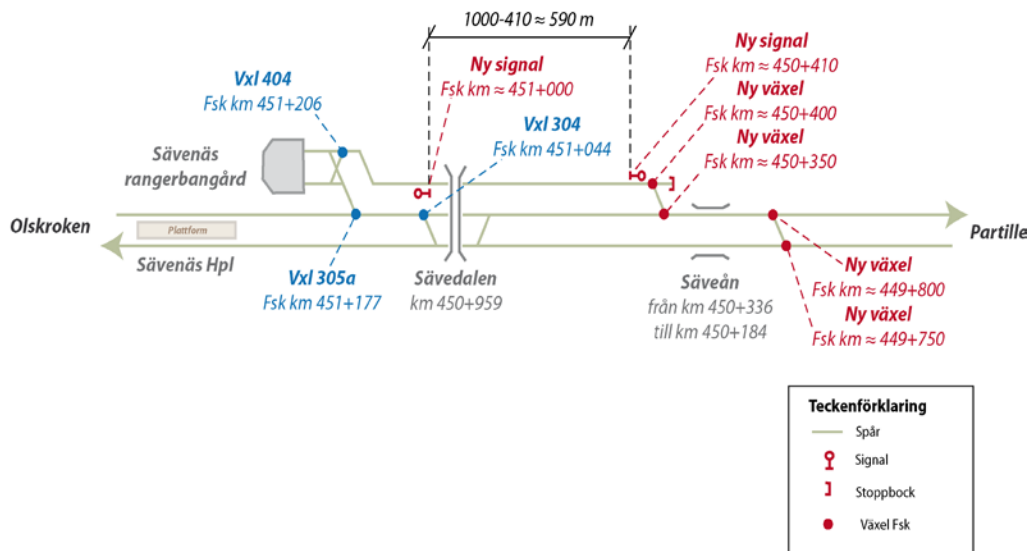 1000-410 ≈ 590 m
Ny signal
Fsk km ≈ 451+000
Ny signal
Fsk km ≈ 450+410
Ny växel
Fsk km ≈ 450+400
Ny växel
Fsk km ≈ 450+350
Vxl 404
Fsk km 451+206
Vxl 304
Fsk km 451+044
Sävenäs
rangerbangård
Olskroken
Plattform
Sävenäs Hpl
Partille
Vxl 305a
Fsk km 451+177
Sävedalen
km 450+959
Säveån
från km 450+336
till km 450+184
Ny växel
Fsk km ≈ 449+800
Ny växel
Fsk km ≈ 449+750
Teckenförklaring
Spår
Signal
Stoppbock
Växel Fsk